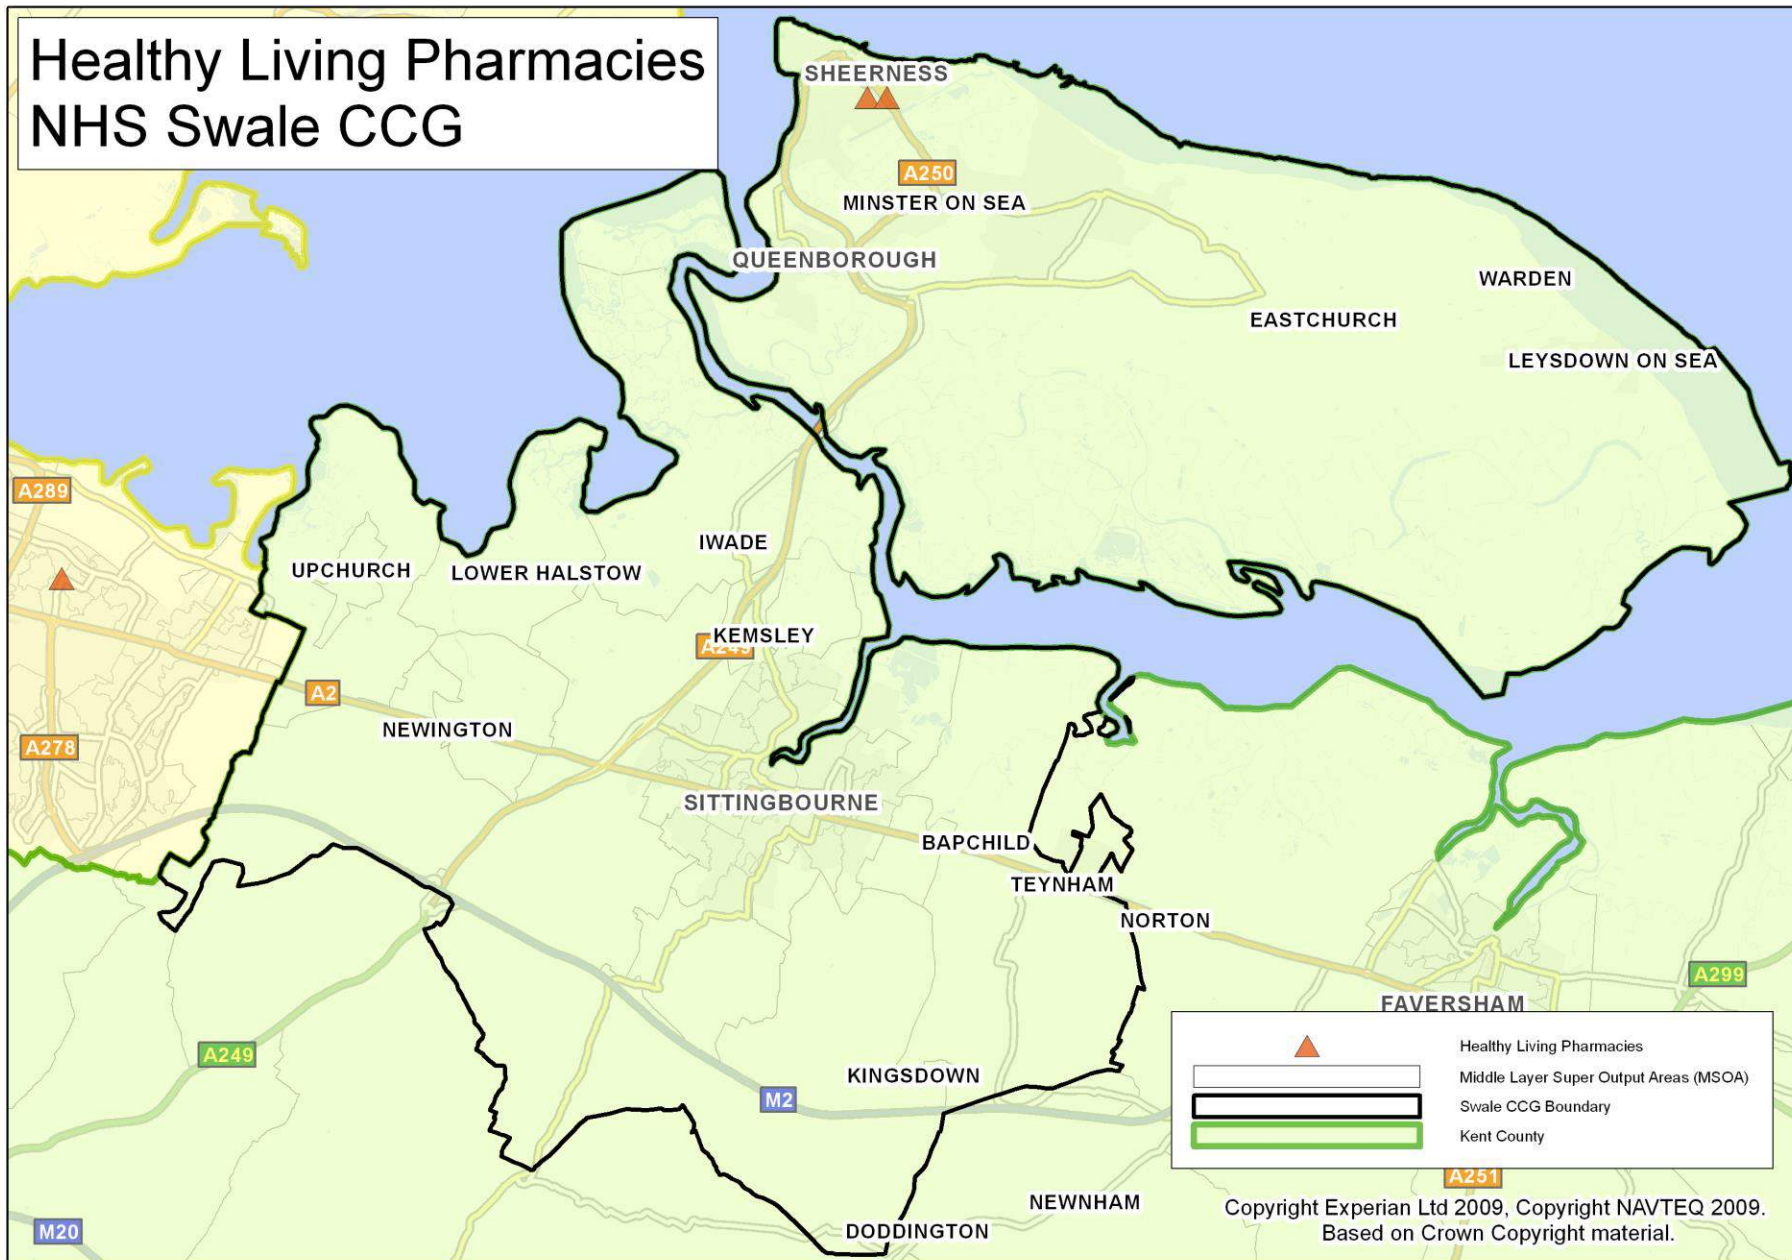 Healthy Living Pharmacies
NHS Swale CCG
SHEERNESS
A250
MINSTER ON SEA
QUEENBOROUGH
WARDEN
EASTCHURCH
LEYSDOWN ON SEA
A289
IWADE
UPCHURCH
LOWER HALSTOW
KEMSLEY
A249
A2
NEWINGTON
A278
SITTINGBOURNE
BAPCHILD
TEYNHAM
NORTON
A299
FAVERSHAM
A249
KINGSDOWN
M2
Healthy Living Pharmacies
Middle Layer Super Output Areas (MSOA)
Swale CCG Boundary
Kent County
A251
NEWNHAM
DODDINGTON
M20
Copyright Experian Ltd 2009, Copyright NAVTEQ 2009.
Based on Crown Copyright material.